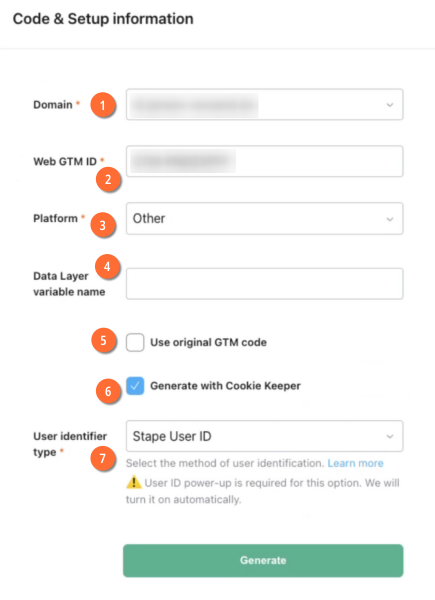 Code & Setup information
Domain * 1
Web GTM ID *
2
Platform * 3 Other
4
Data Layer
variable name
5 Use original GTM code
6 Generate with Cookie Keeper
User identifier
type *
Stape User ID
7
Select the method of user identification. Learn more
⚠️ User ID power-up is required for this option. We will
turn it on automatically.
Generate